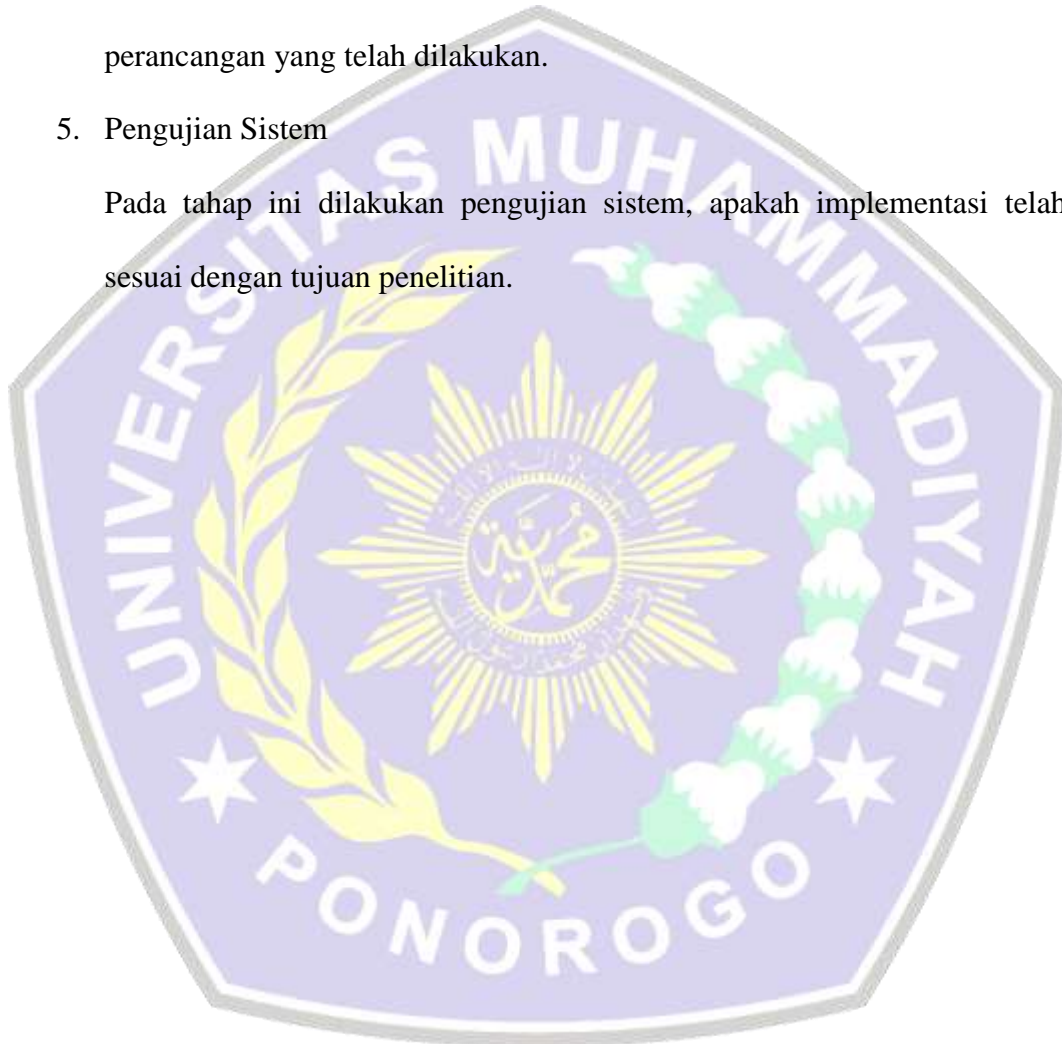 perancangan yang telah dilakukan.
5. Pengujian Sistem
Pada tahap ini dilakukan pengujian sistem, apakah implementasi telah
sesuai dengan tujuan penelitian.
UNIVERSITAS MUHAMMADIYAH
PONOROGO
محمدية